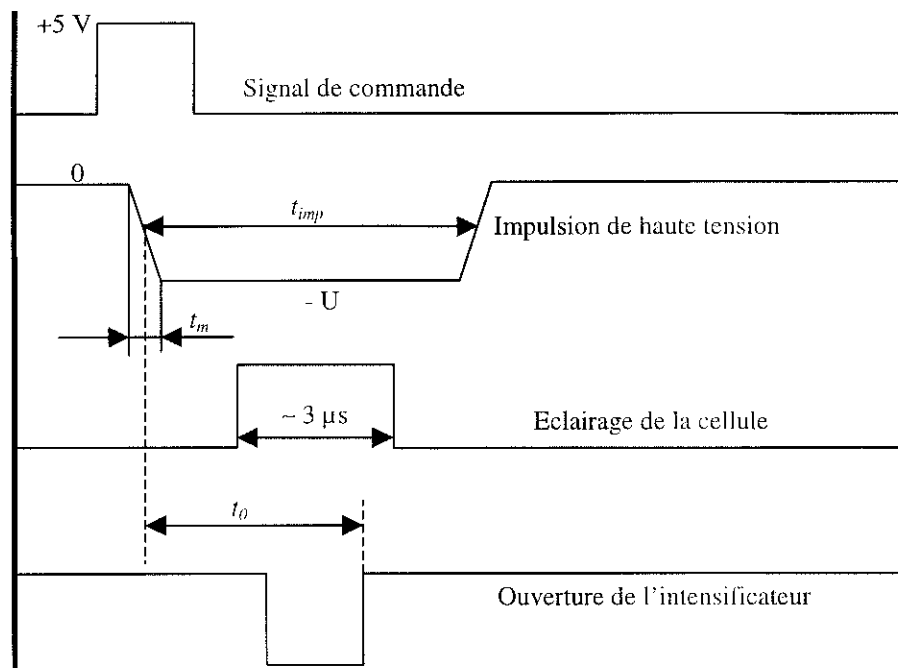 +5 V
Signal de commande
0
t_imp
Impulsion de haute tension
- U
t_m
~ 3 µs
Eclairage de la cellule
t_0
Ouverture de l'intensificateur